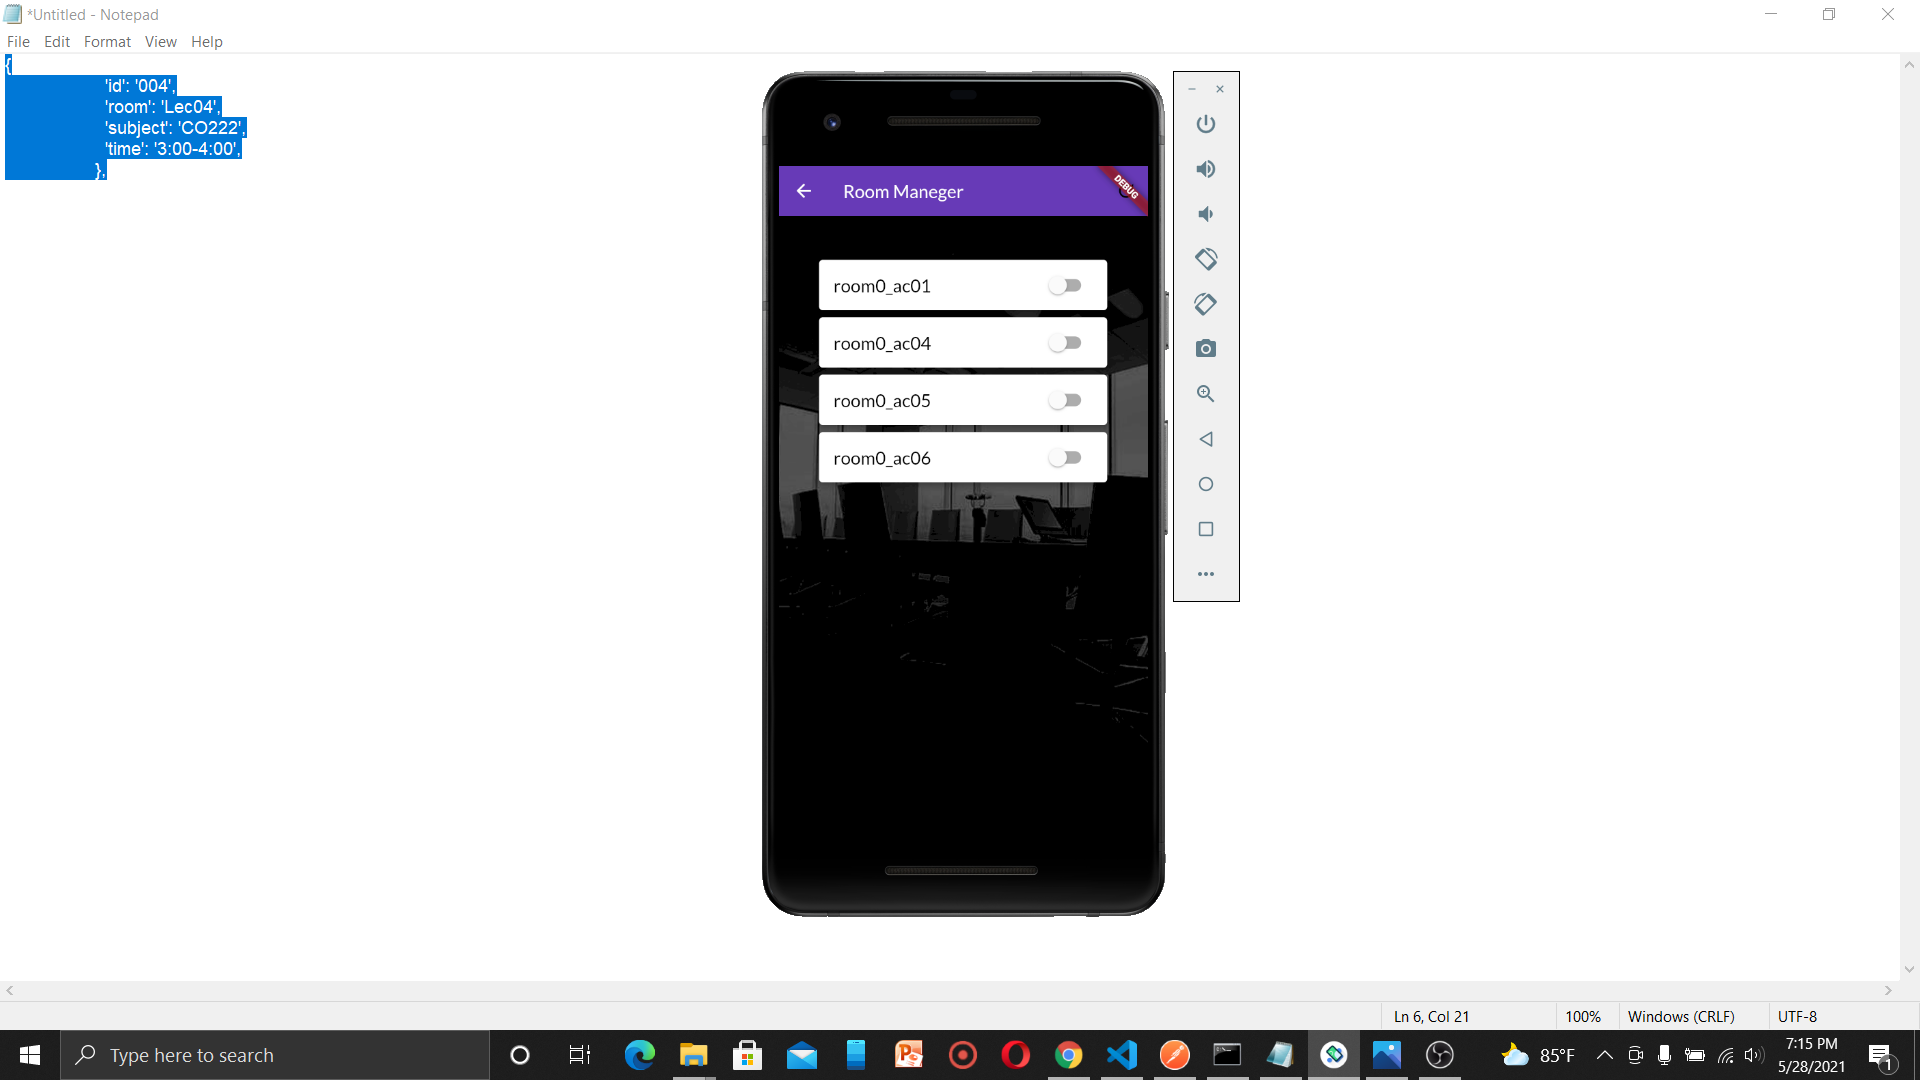 *Untitled - Notepad
File Edit Format View Help
{
'id': '004',
'room': 'Lec04',
'subject': 'CO222',
'time': '3:00-4:00',
},
Room Maneger
DEBUG
room0_ac01
room0_ac04
room0_ac05
room0_ac06
Ln 6, Col 21
100%
Windows (CRLF)
UTF-8
Type here to search
85°F
7:15 PM
5/28/2021
1